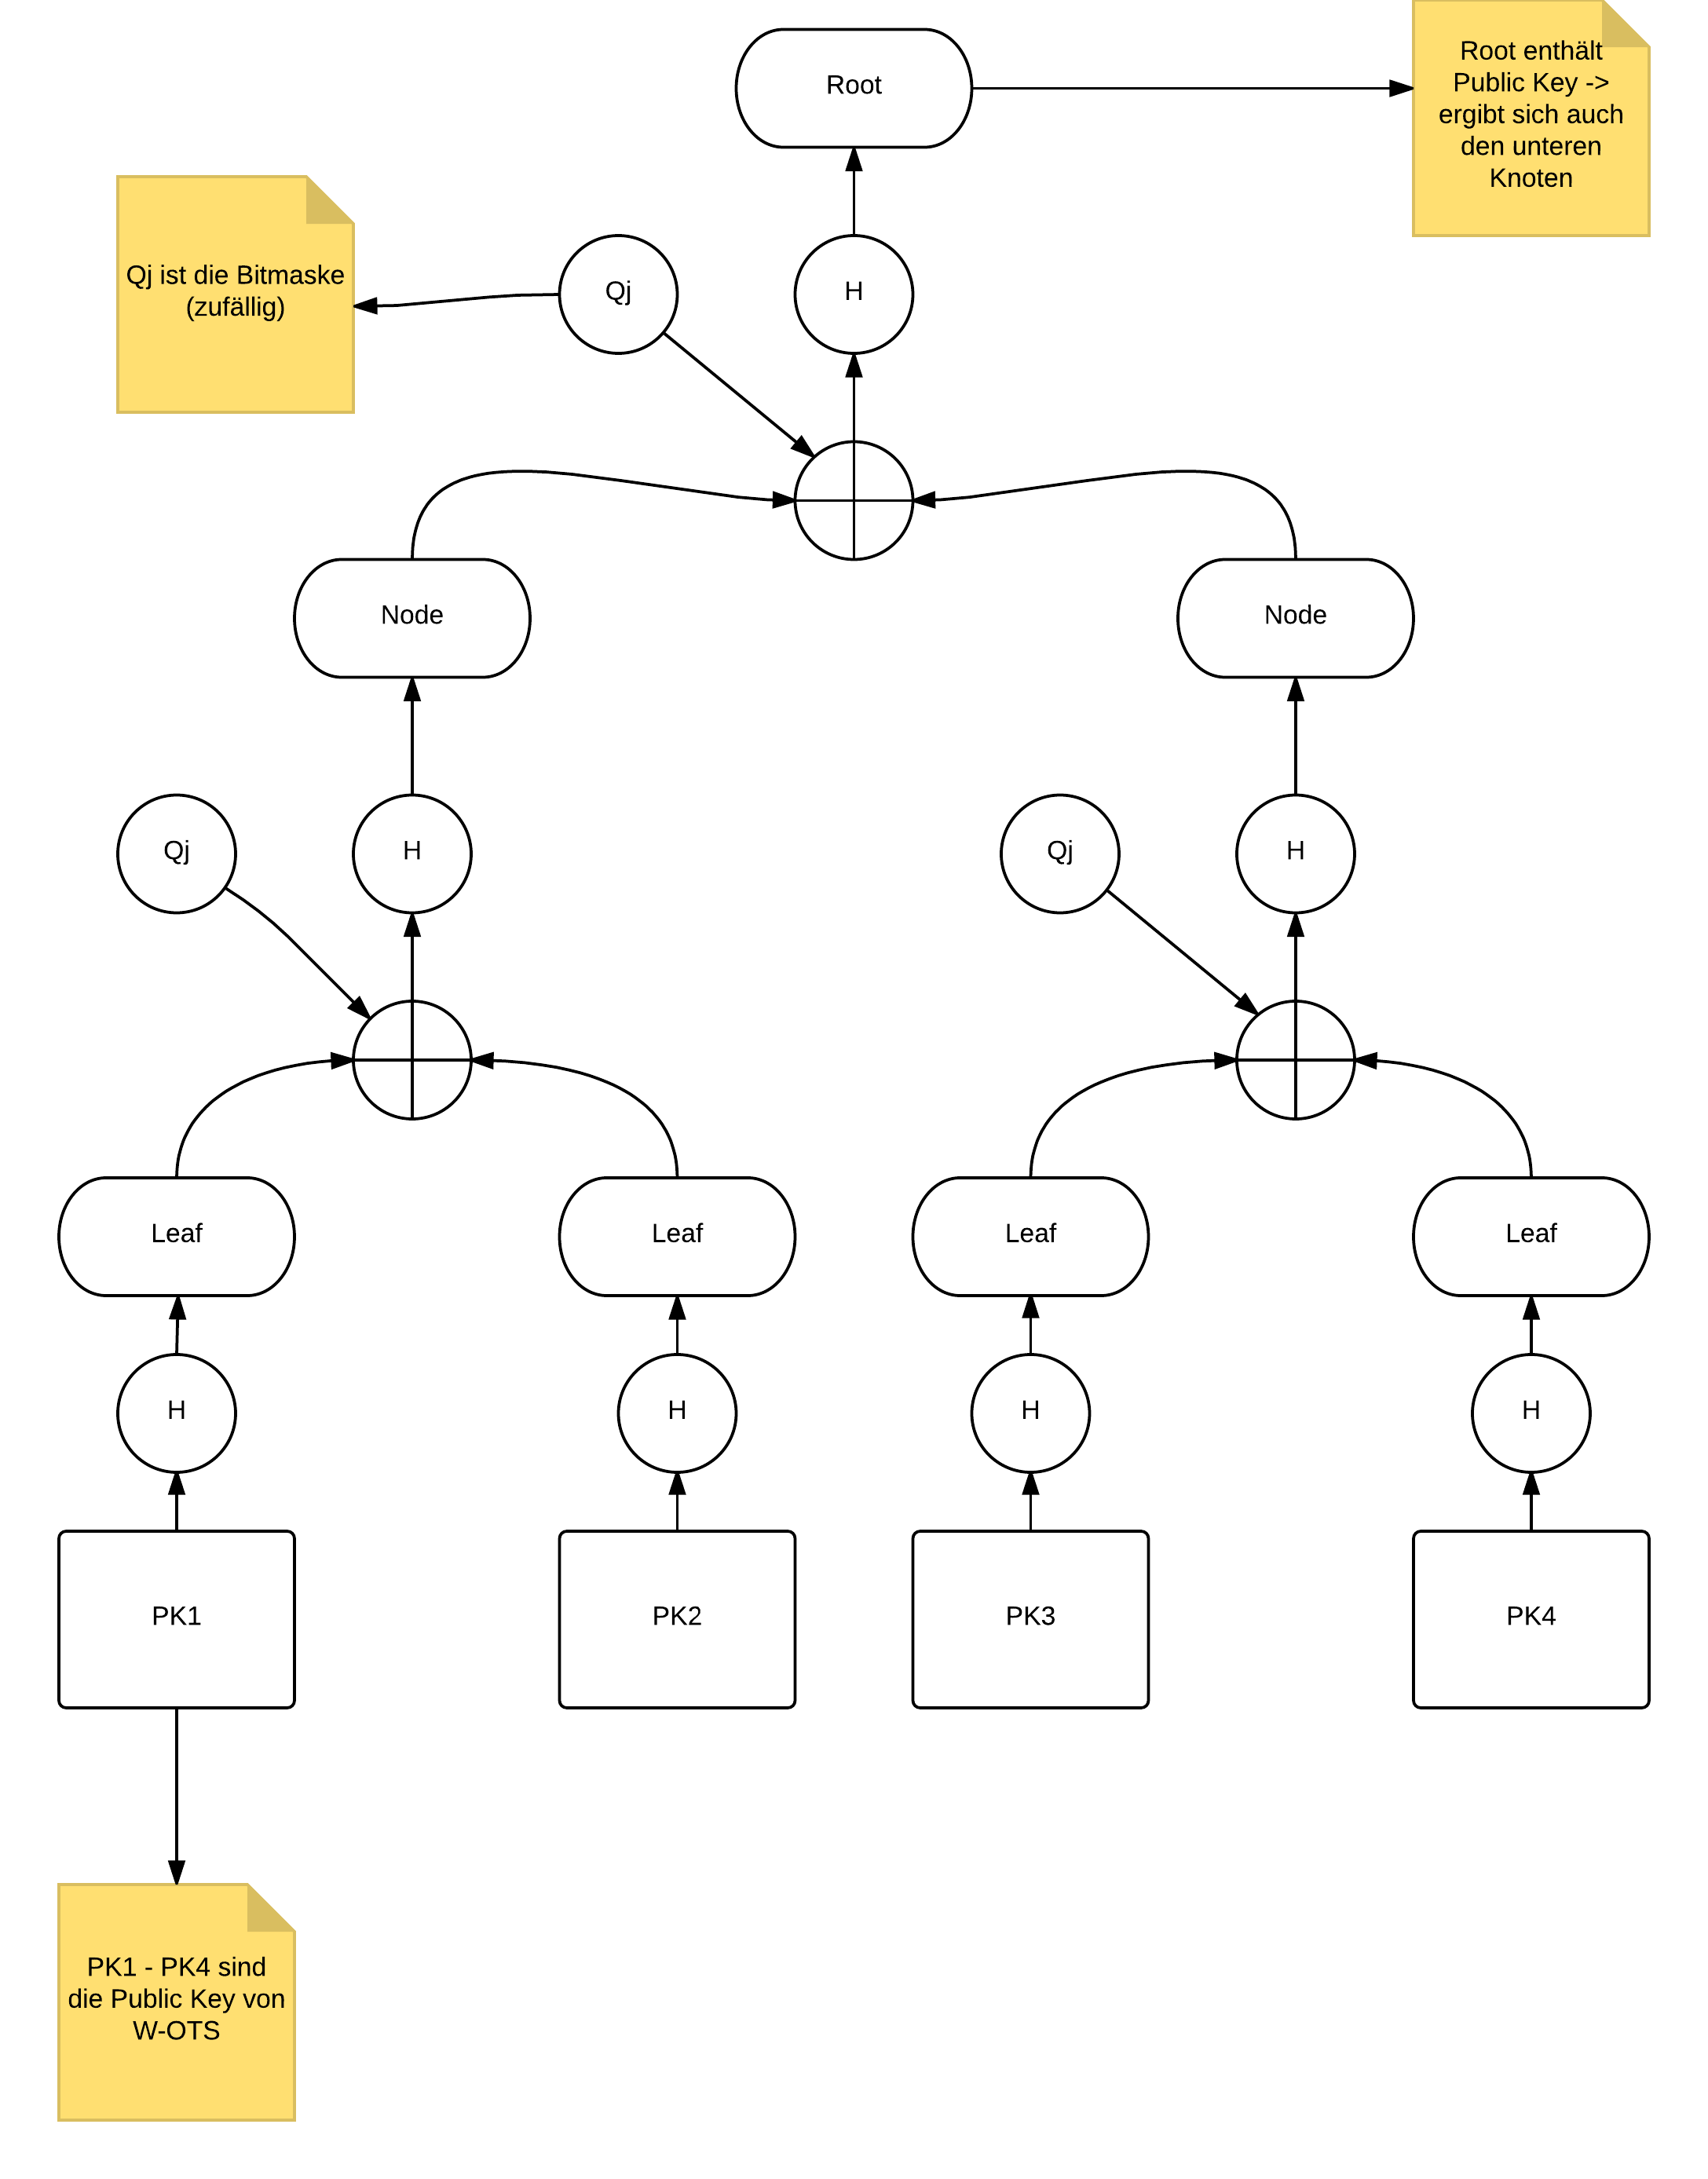 Root
Root enthält
Public Key ->
ergibt sich auch
den unteren
Knoten
Qj ist die Bitmaske
(zufällig)
Qj
H
Node
Node
Qj
H
Qj
H
Leaf
Leaf
Leaf
Leaf
H
H
H
H
PK1
PK2
PK3
PK4
PK1 - PK4 sind
die Public Key von
W-OTS